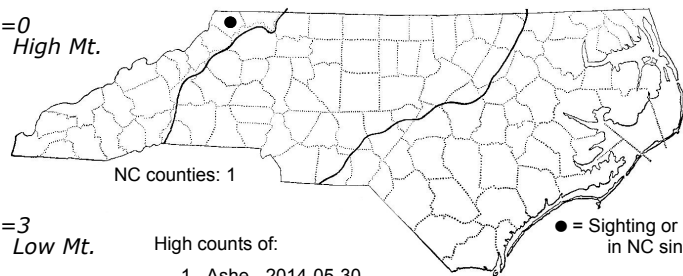 =0
High Mt.
NC counties: 1
=3
Low Mt.
High counts of:
● = Sighting or
in NC sin
1 - Ashe - 2014-05-30